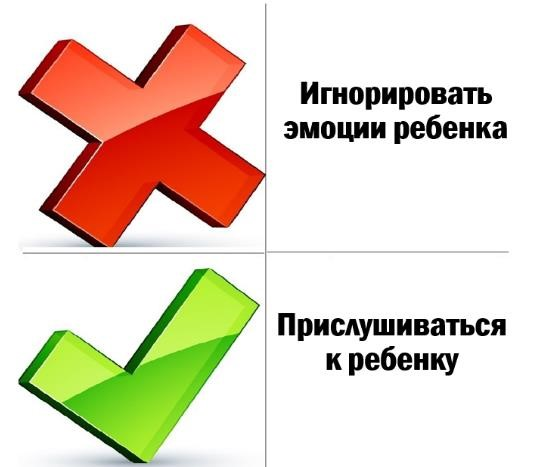 Игнорировать
эмоции ребенка
Прислушиваться
к ребенку